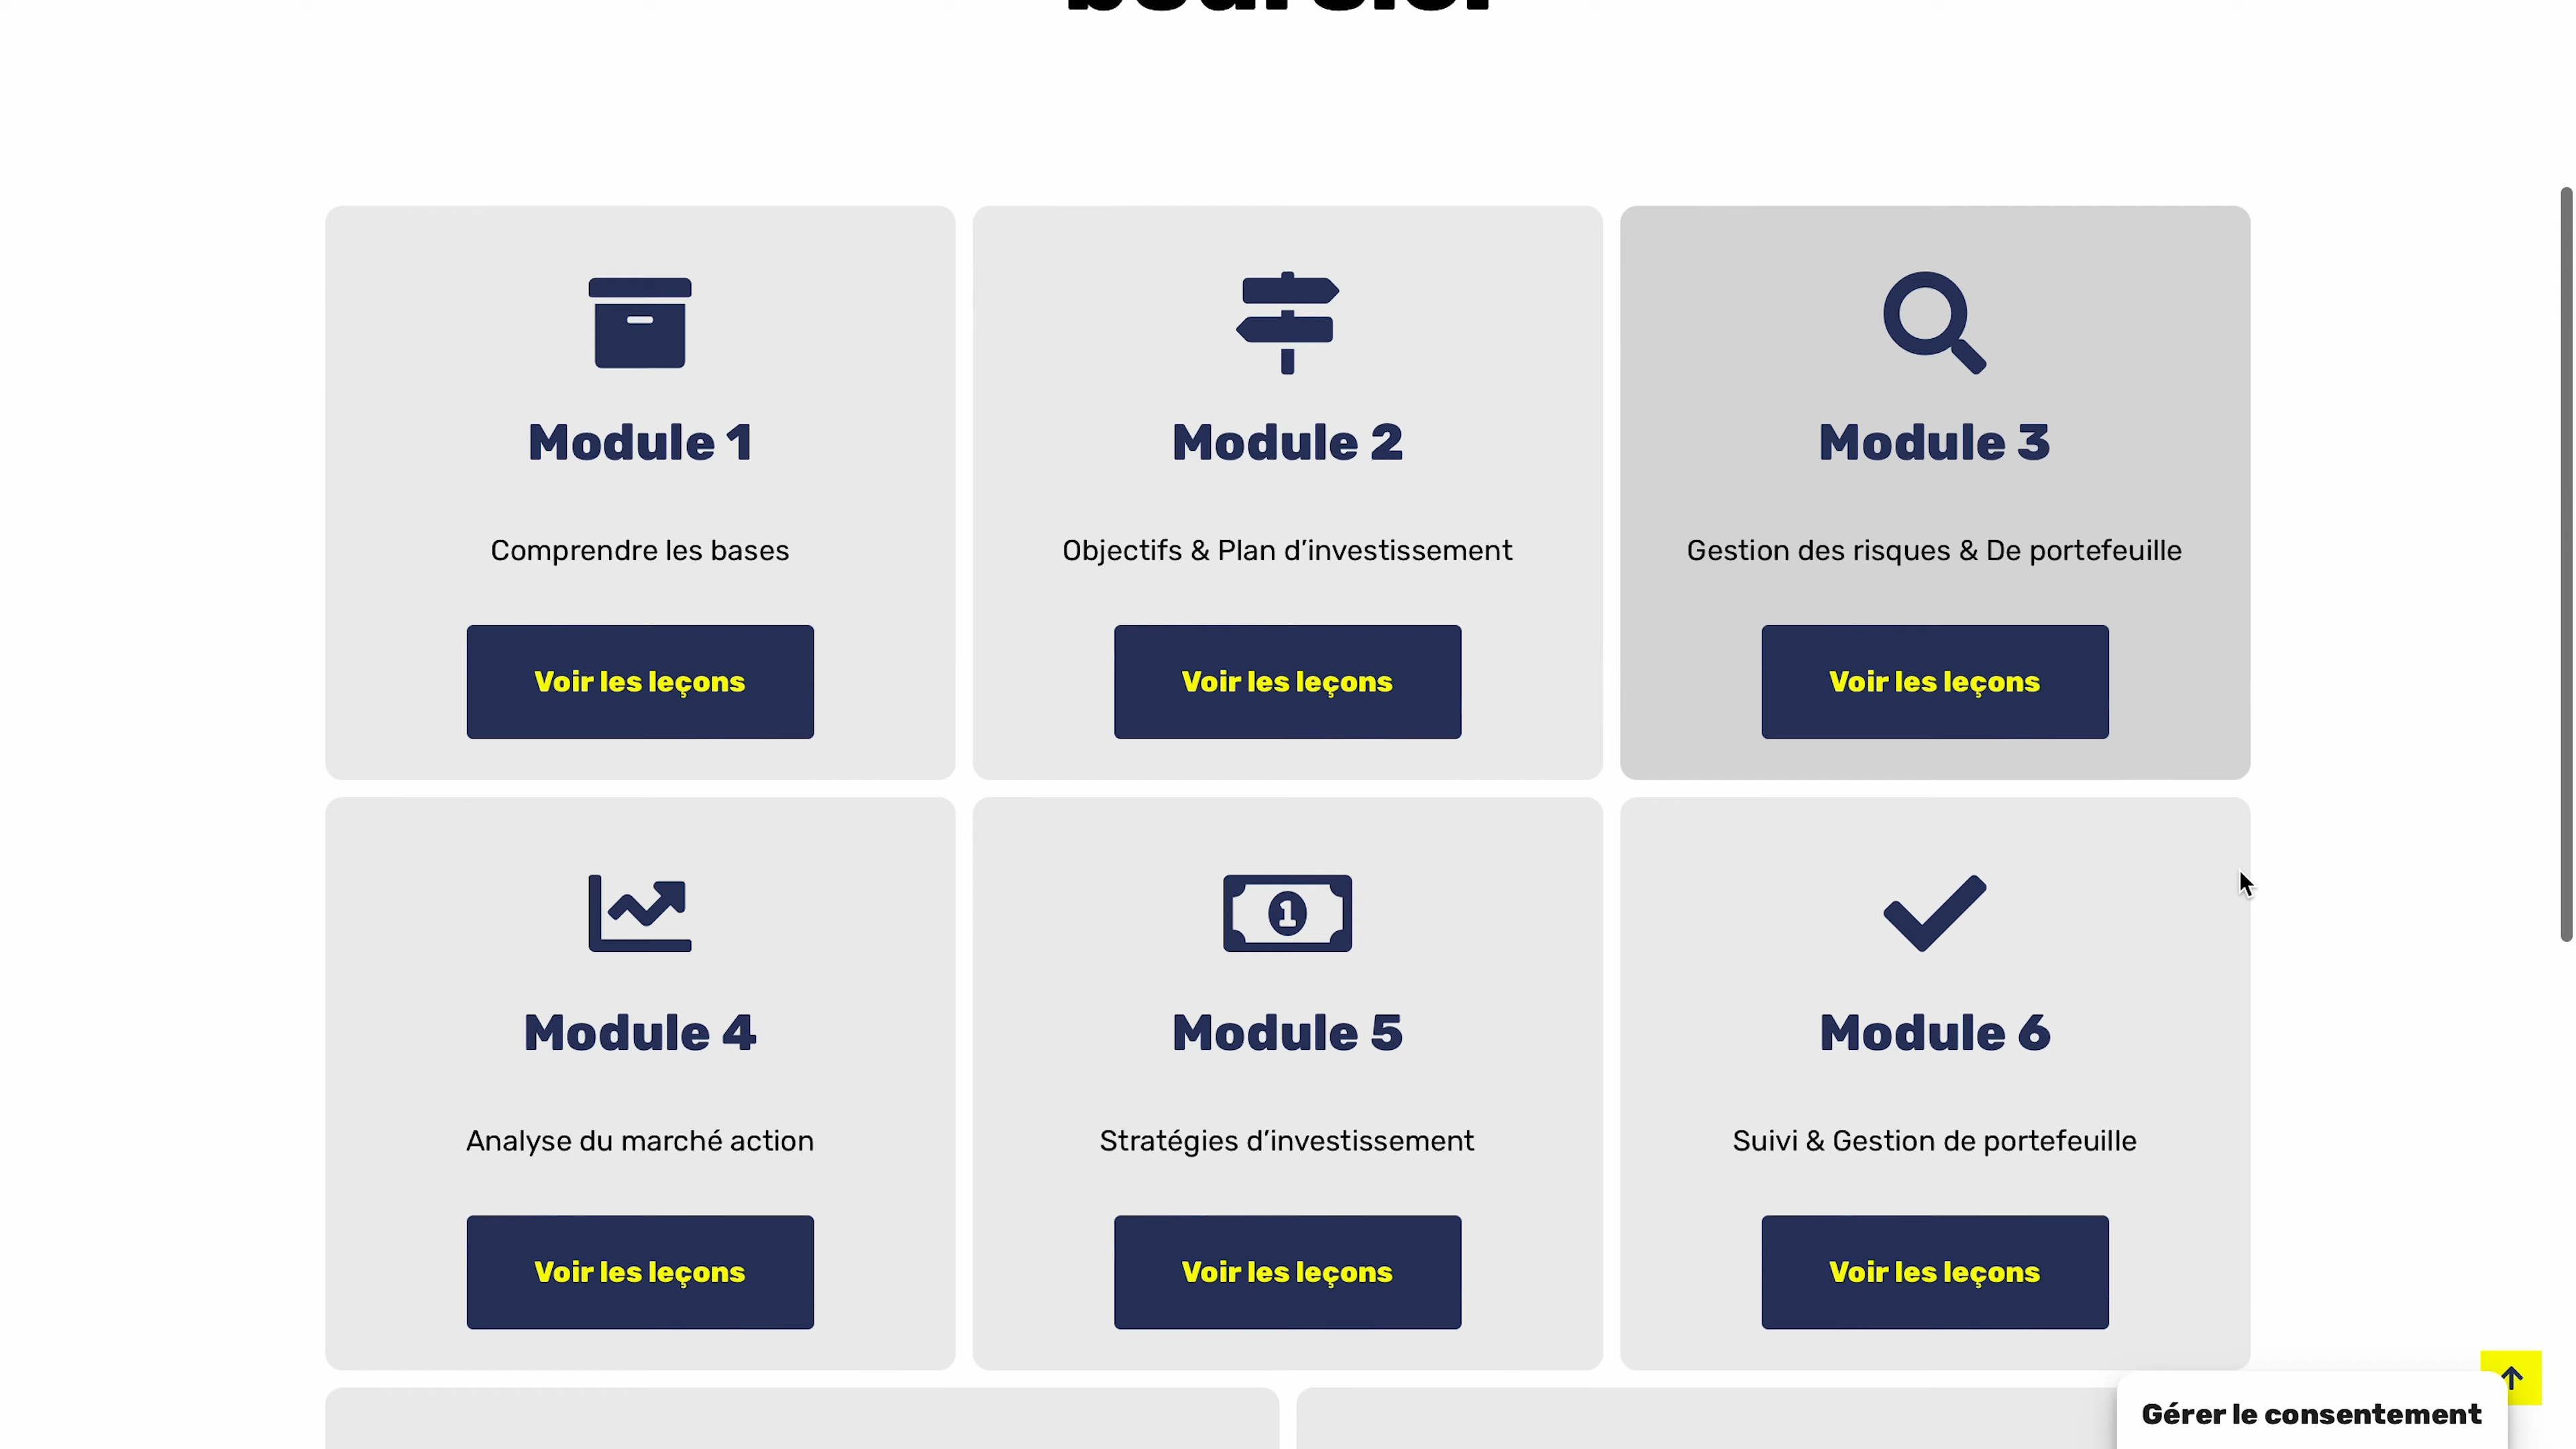 Module 1
Comprendre les bases
Voir les leçons
Module 2
Objectifs & Plan d’investissement
Voir les leçons
Module 3
Gestion des risques & De portefeuille
Voir les leçons
Module 4
Analyse du marché action
Voir les leçons
Module 5
Stratégies d’investissement
Voir les leçons
Module 6
Suivi & Gestion de portefeuille
Voir les leçons
Gérer le consentement